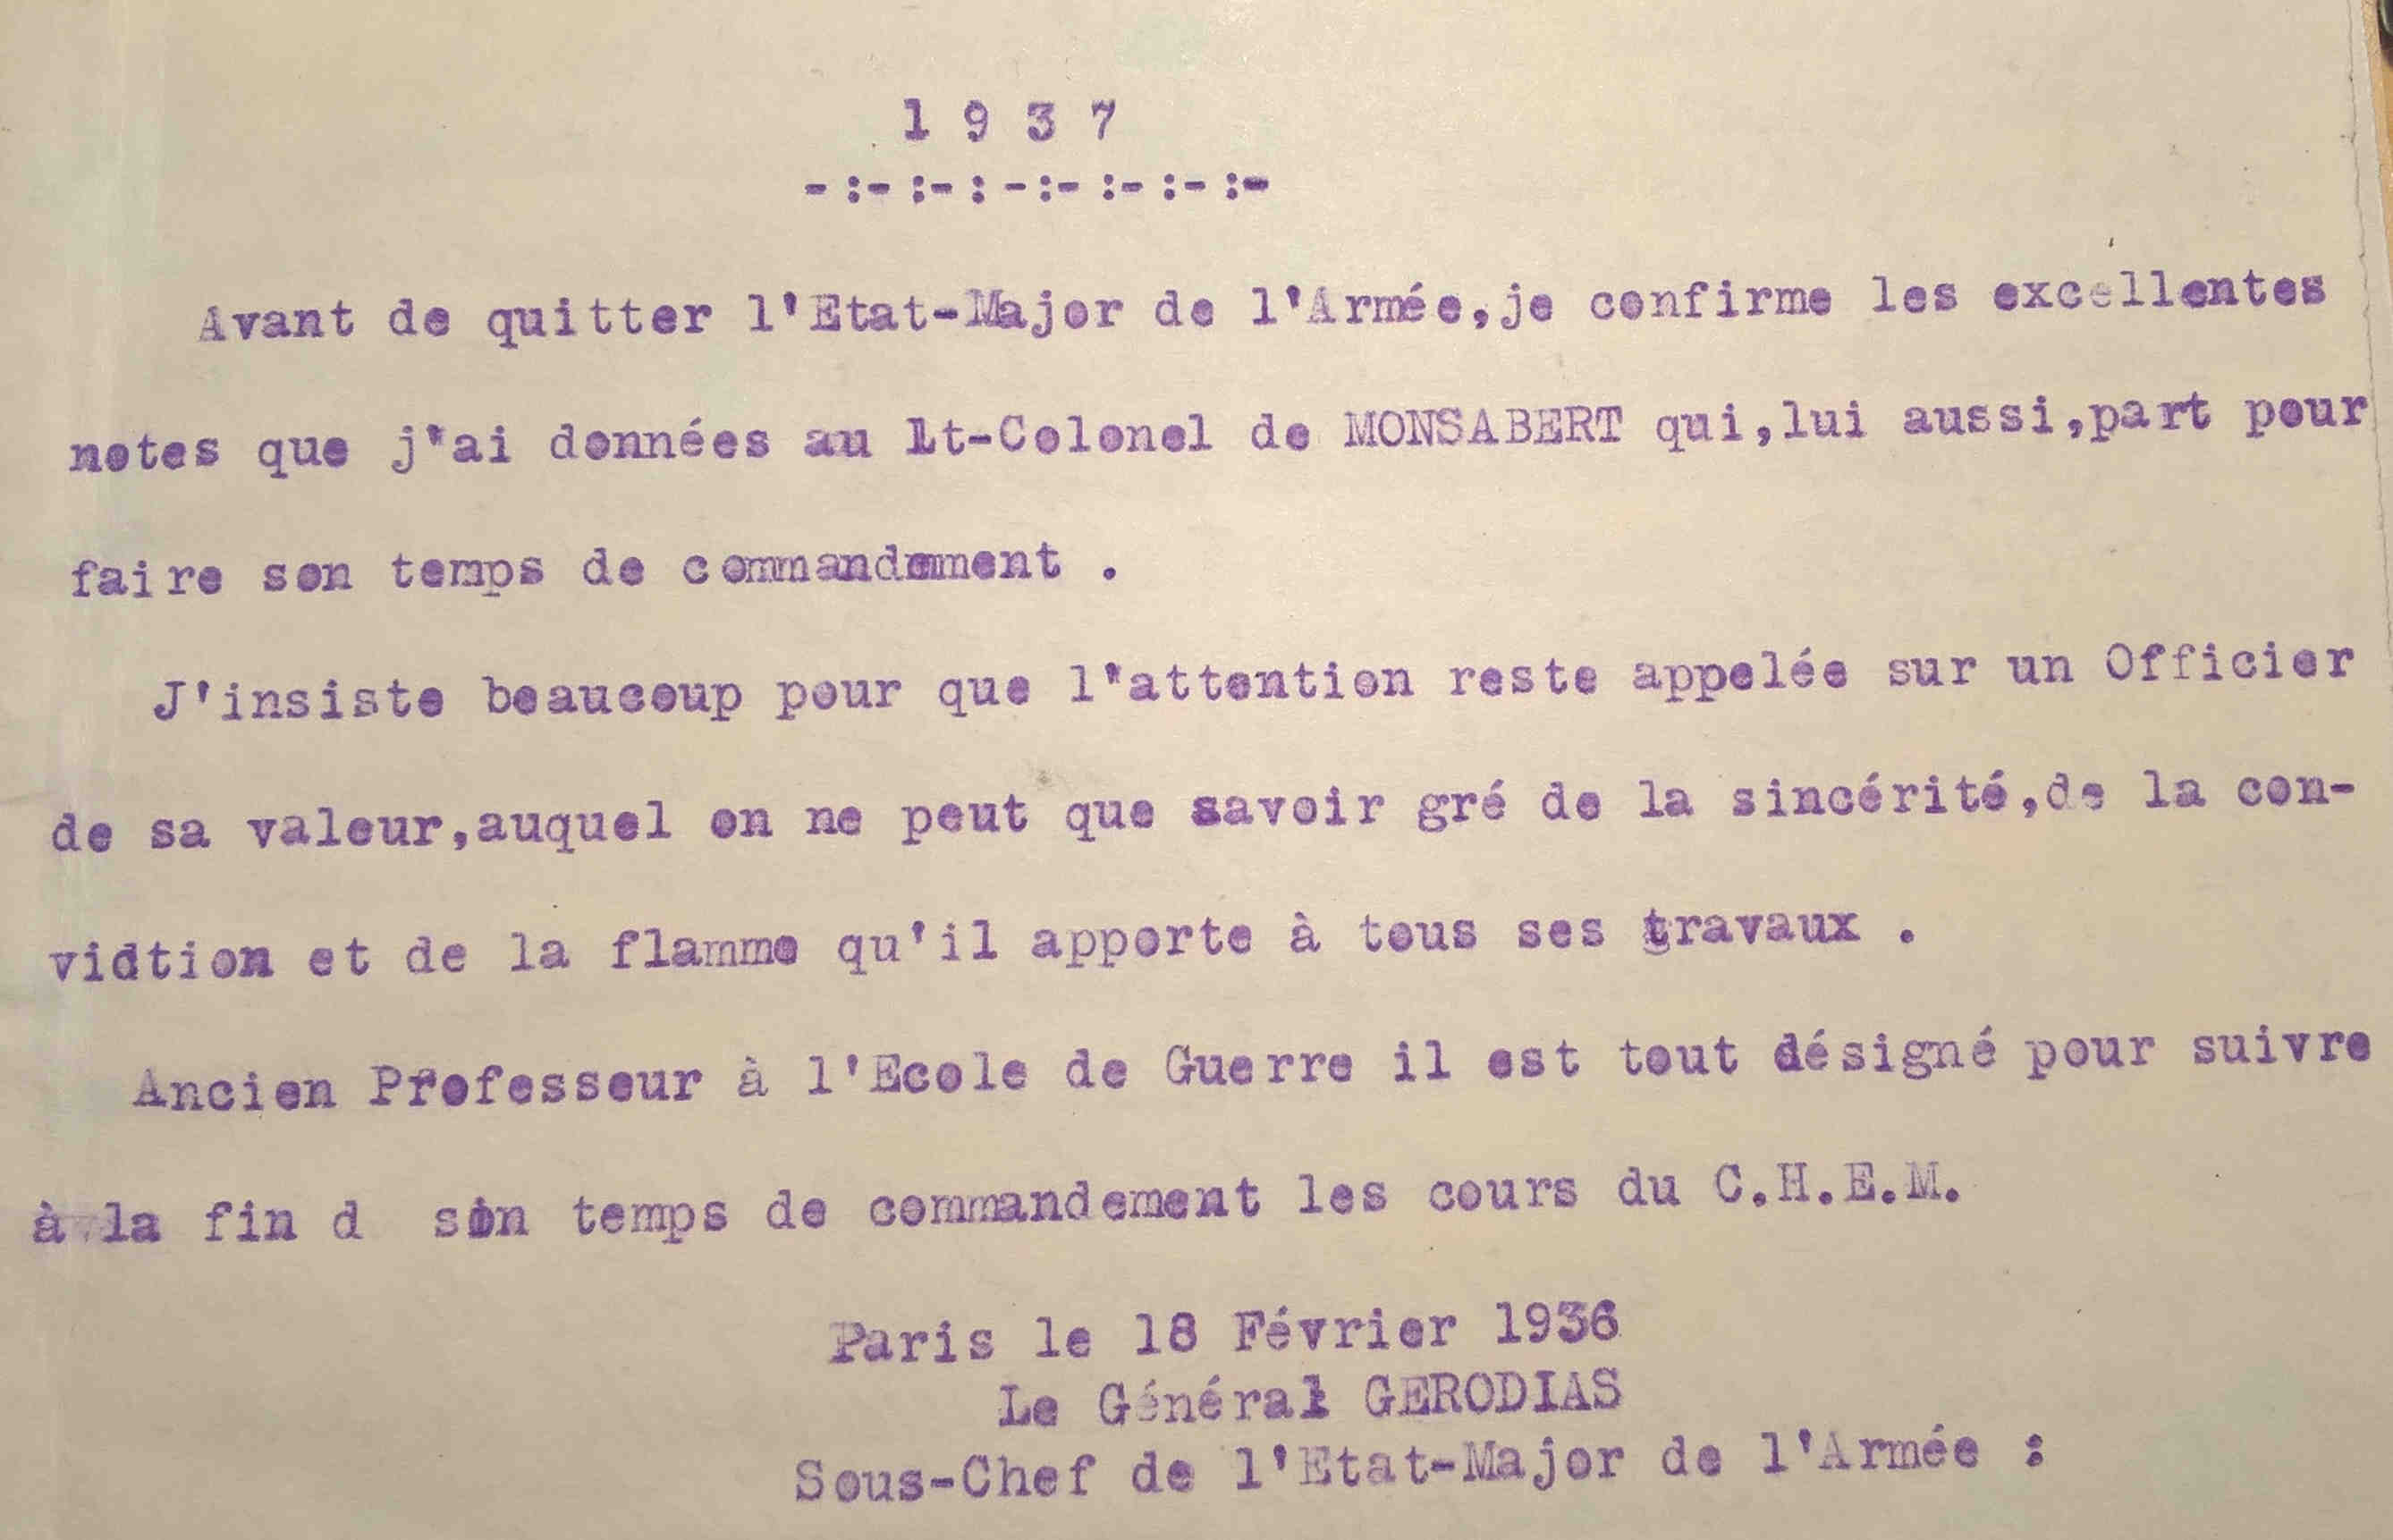 1 9 3 7
-:-:-:-:-:-:-:-
Avant de quitter l'Etat-Major de l'Armée,je confirme les excellentes
notes que j'ai données au Lt-Colonel de MONSABERT qui,lui aussi,part pour
faire son temps de commandmment .
J'insiste beaucoup pour que l'attention reste appelée sur un Officier
de sa valeur,auquel on ne peut que savoir gré de la sincérité,de la con-
vidtion et de la flamme qu'il apporte à tous ses travaux .
Ancien Professeur à l'Ecole de Guerre il est tout désigné pour suivre
à la fin d son temps de commandement les cours du C.H.E.M.
Paris le 18 Février 1936
Le Général GERODIAS
Sous-Chef de l'Etat-Major de l'Armée :